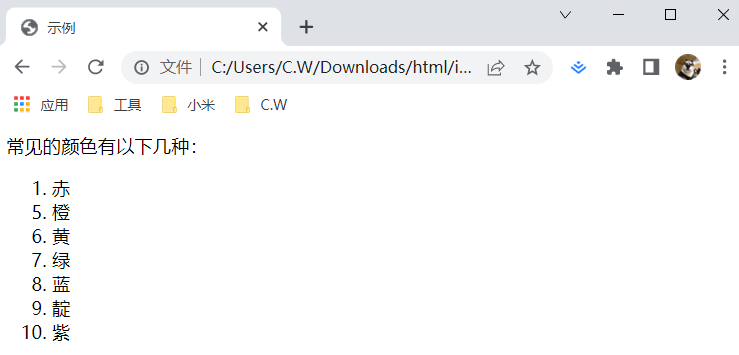 示例
文件 C:/Users/C.W/Downloads/html/i...
应用 工具 小米 C.W
常见的颜色有以下几种：
1. 赤
5. 橙
6. 黄
7. 绿
8. 蓝
9. 靛
10. 紫